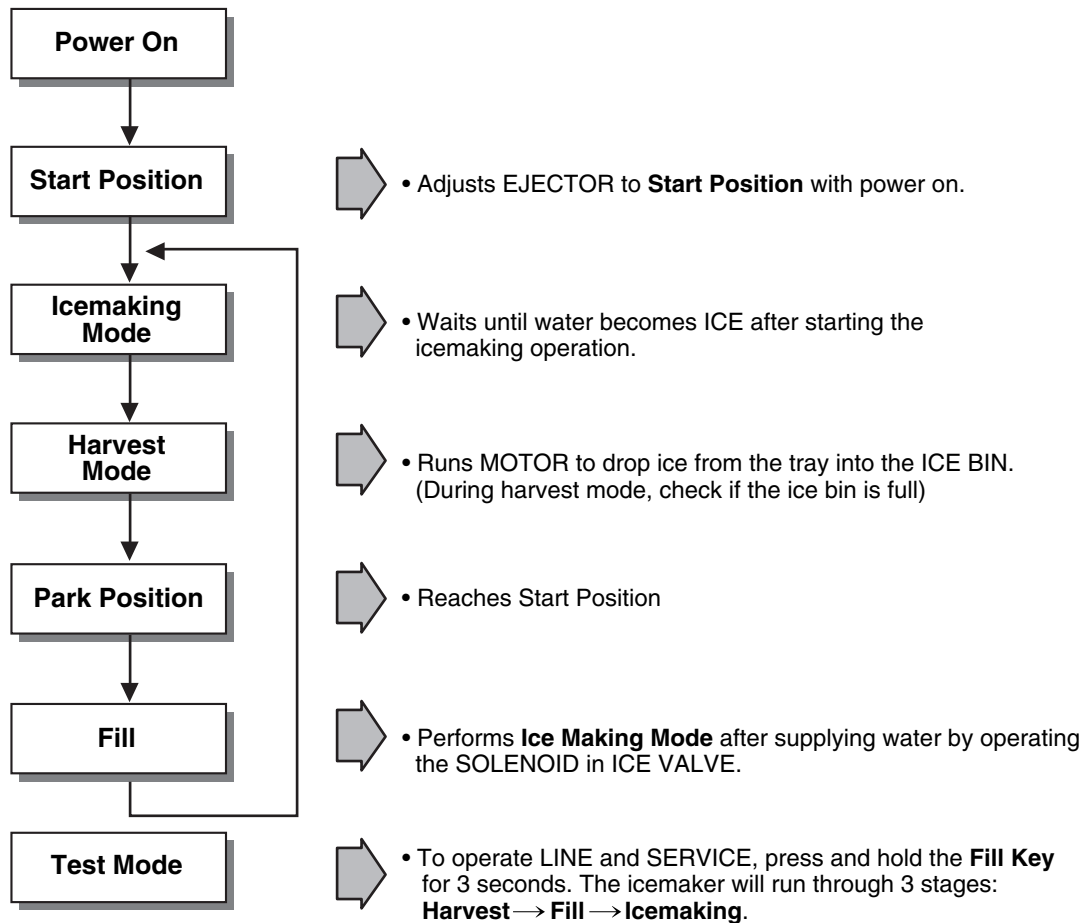 Power On
Start Position
• Adjusts EJECTOR to Start Position with power on.
Icemaking
Mode
• Waits until water becomes ICE after starting the
icemaking operation.
Harvest
Mode
• Runs MOTOR to drop ice from the tray into the ICE BIN.
(During harvest mode, check if the ice bin is full)
Park Position
• Reaches Start Position
Fill
• Performs Ice Making Mode after supplying water by operating
the SOLENOID in ICE VALVE.
Test Mode
• To operate LINE and SERVICE, press and hold the Fill Key
for 3 seconds. The icemaker will run through 3 stages:
Harvest→Fill→Icemaking.